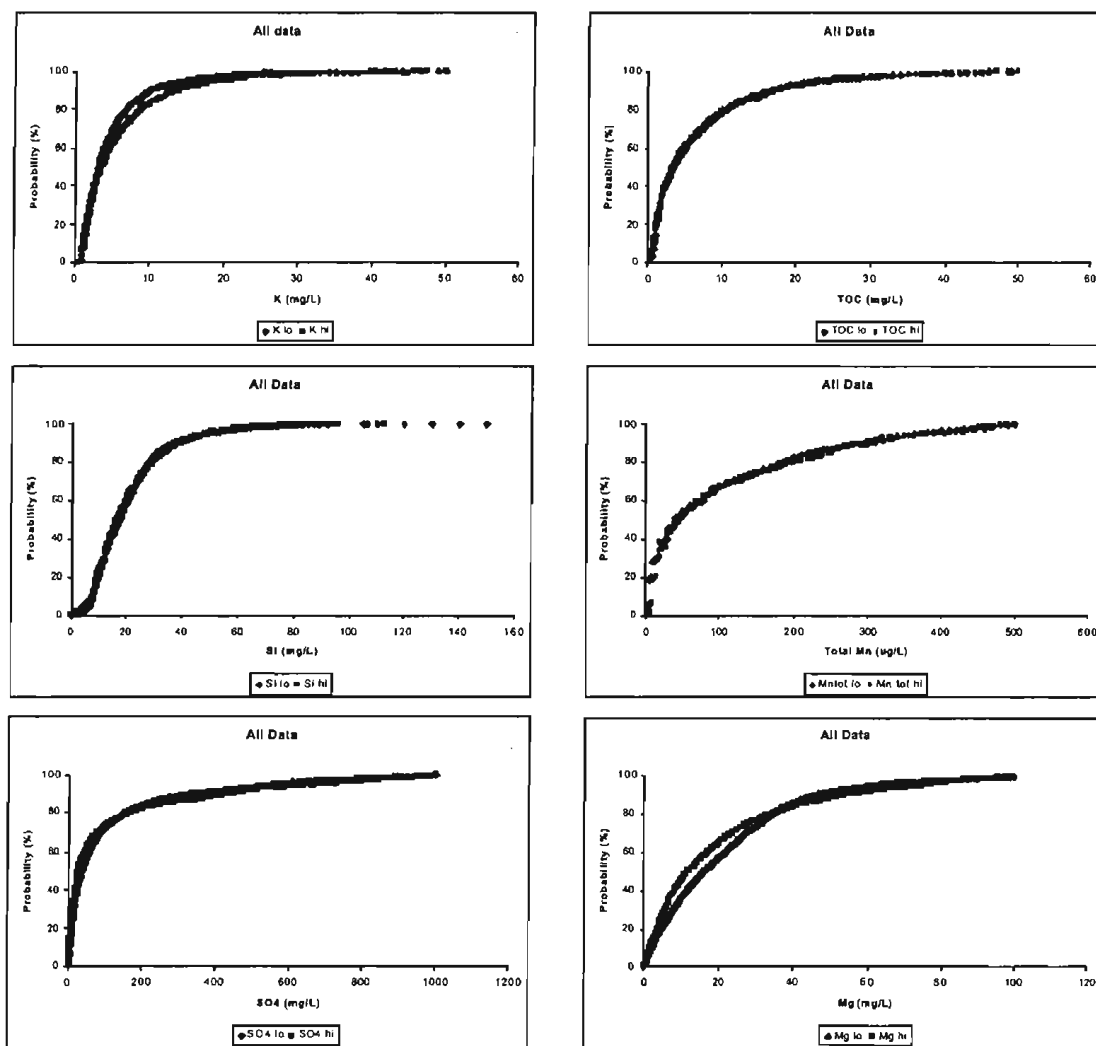 All data
Probability (%)
100
80
60
40
20
0
0 10 20 30 40 50 60
K (mg/L)
K lo K hi
All Data
Probability (%)
100
80
60
40
20
0
0 10 20 30 40 50 60
TOC (mg/L)
TOC lo TOC hi
All Data
Probability (%)
100
80
60
40
20
0
0 20 40 60 80 100 120 140 160
Si (mg/L)
Si lo Si hi
All Data
Probability (%)
100
80
60
40
20
0
0 100 200 300 400 500 600
Total Mn (ug/L)
Mntot lo Mn tot hi
All Data
Probability (%)
100
80
60
40
20
0
0 200 400 600 800 1000 1200
SO4 (mg/L)
SO4 lo SO4 hi
All Data
Probability (%)
100
80
60
40
20
0
0 20 40 60 80 100 120
Mg (mg/L)
Mg lo Mg hi